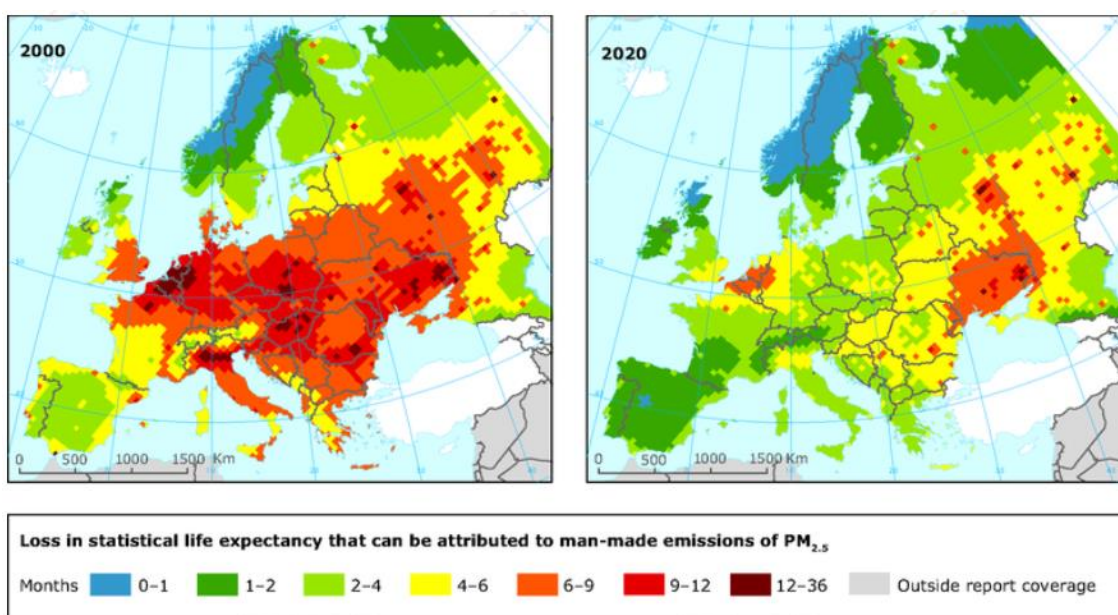 2000
2020
0 500 1000 1500 Km
0 500 1000 1500 Km
Loss in statistical life expectancy that can be attributed to man-made emissions of PM2.5
Months 0–1 1–2 2–4 4–6 6–9 9–12 12–36 Outside report coverage